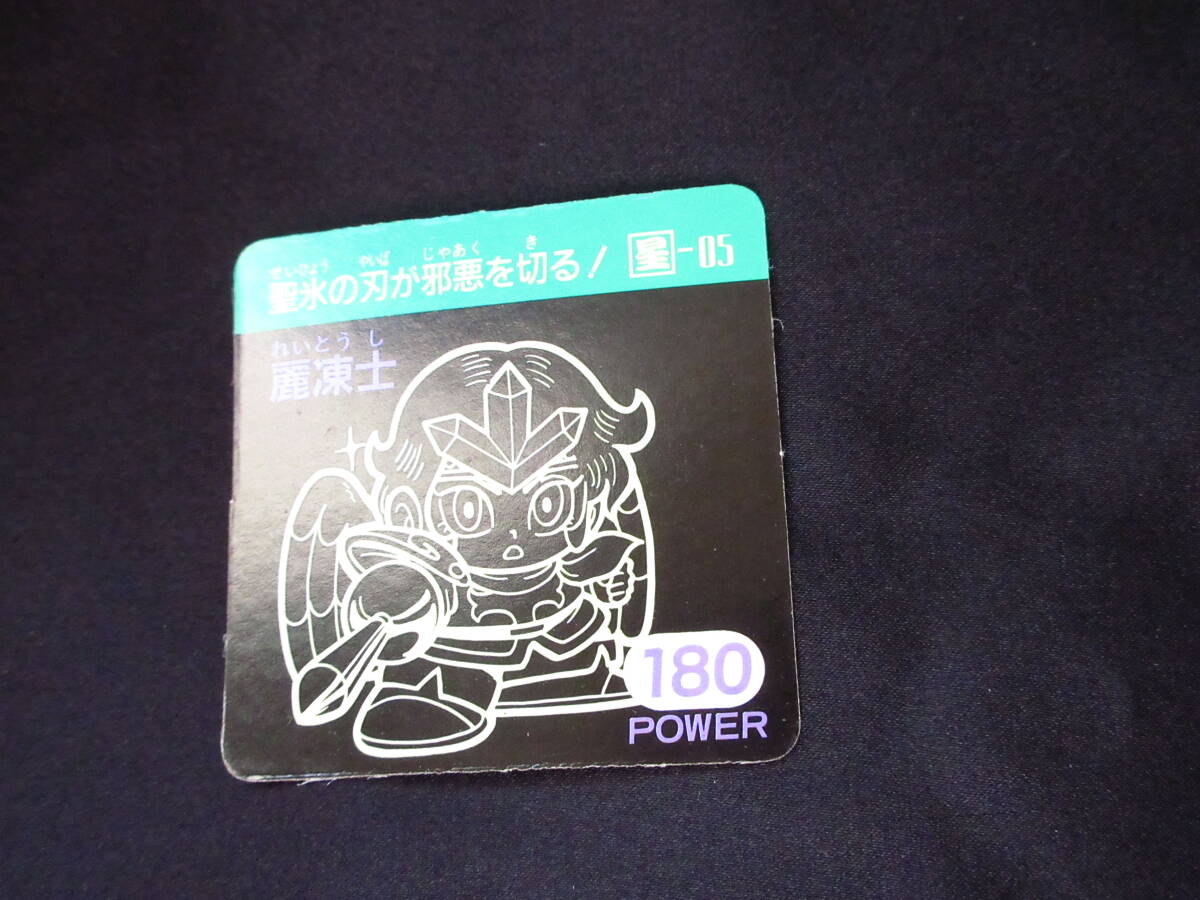 せいひょう やいば じゃあく き
聖氷の刃が邪悪を切る! 星-05
れいとうし
麗凍士
180
POWER